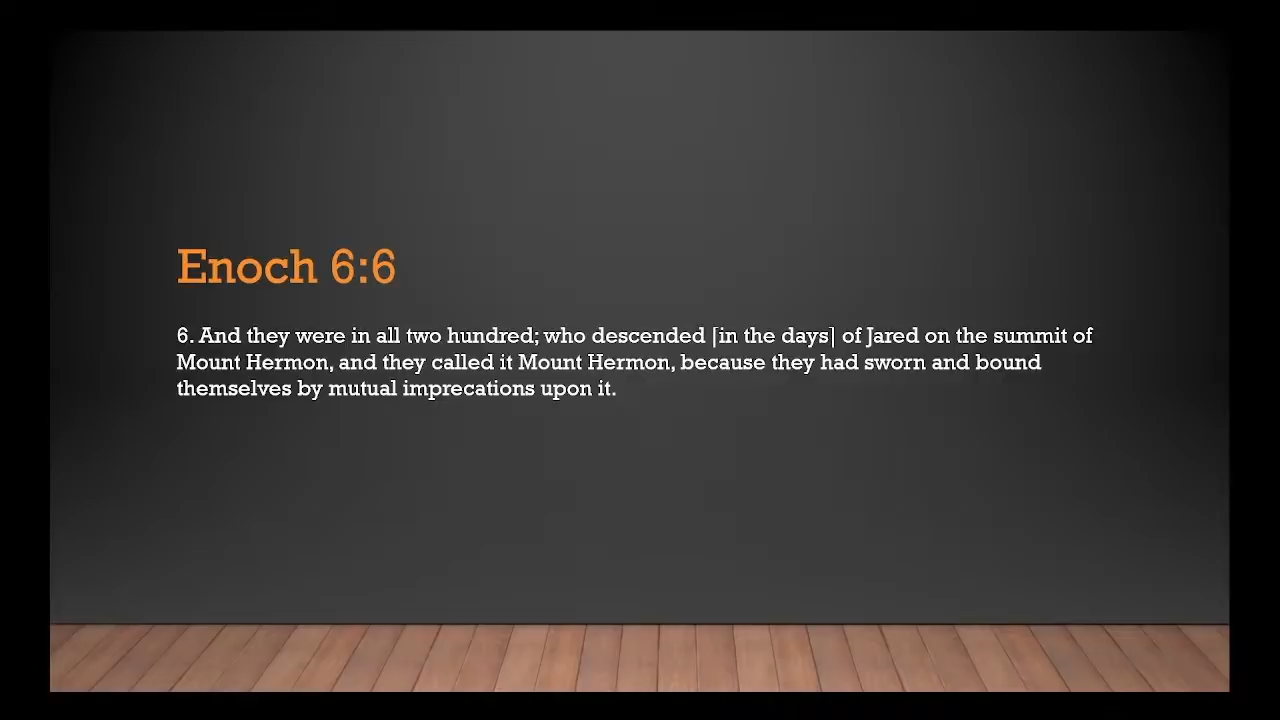 Enoch 6:6
6. And they were in all two hundred; who descended [in the days] of Jared on the summit of
Mount Hermon, and they called it Mount Hermon, because they had sworn and bound
themselves by mutual imprecations upon it.